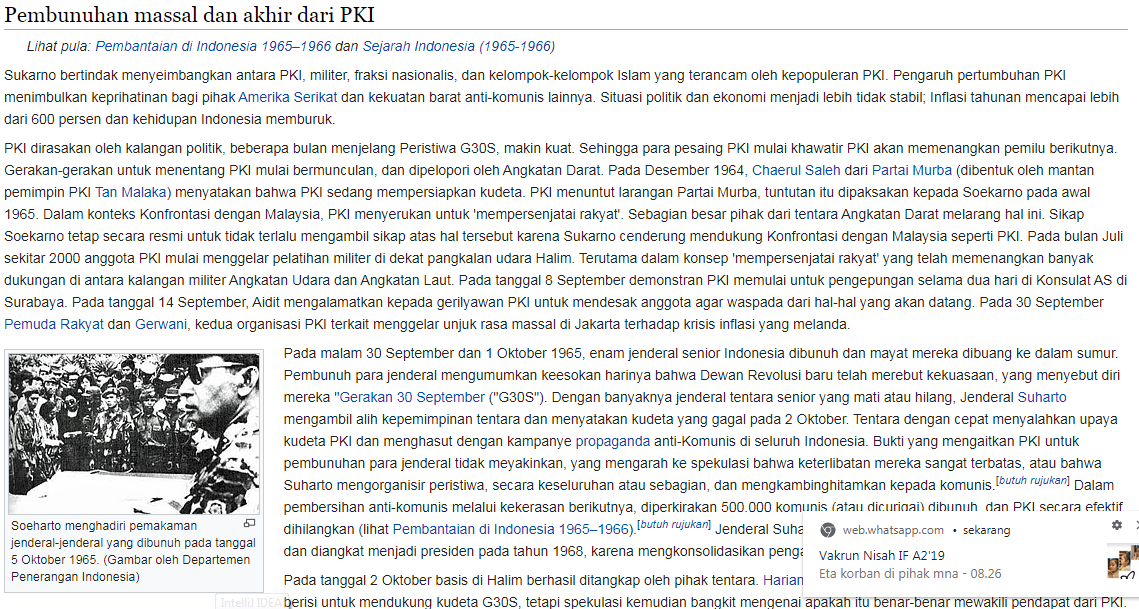 Pembunuhan massal dan akhir dari PKI
Lihat pula: Pembantaian di Indonesia 1965–1966 dan Sejarah Indonesia (1965-1966)
Sukarno bertindak menyeimbangkan antara PKI, militer, fraksi nasionalis, dan kelompok-kelompok Islam yang terancam oleh kepopuleran PKI. Pengaruh pertumbuhan PKI
menimbulkan keprihatinan bagi pihak Amerika Serikat dan kekuatan barat anti-komunis lainnya. Situasi politik dan ekonomi menjadi lebih tidak stabil; Inflasi tahunan mencapai lebih
dari 600 persen dan kehidupan Indonesia memburuk.
PKI dirasakan oleh kalangan politik, beberapa bulan menjelang Peristiwa G30S, makin kuat. Sehingga para pesaing PKI mulai khawatir PKI akan memenangkan pemilu berikutnya.
Gerakan-gerakan untuk menentang PKI mulai bermunculan, dan dipelopori oleh Angkatan Darat. Pada Desember 1964, Chaerul Saleh dari Partai Murba (dibentuk oleh mantan
pemimpin PKI Tan Malaka) menyatakan bahwa PKI sedang mempersiapkan kudeta. PKI menuntut larangan Partai Murba, tuntutan itu dipaksakan kepada Soekarno pada awal
1965. Dalam konteks Konfrontasi dengan Malaysia, PKI menyerukan untuk 'mempersenjatai rakyat'. Sebagian besar pihak dari tentara Angkatan Darat melarang hal ini. Sikap
Soekarno tetap secara resmi untuk tidak terlalu mengambil sikap atas hal tersebut karena Sukarno cenderung mendukung Konfrontasi dengan Malaysia seperti PKI. Pada bulan Juli
sekitar 2000 anggota PKI mulai menggelar pelatihan militer di dekat pangkalan udara Halim. Terutama dalam konsep 'mempersenjatai rakyat' yang telah memenangkan banyak
dukungan di antara kalangan militer Angkatan Udara dan Angkatan Laut. Pada tanggal 8 September demonstran PKI memulai untuk pengepungan selama dua hari di Konsulat AS di
Surabaya. Pada tanggal 14 September, Aidit mengalamatkan kepada gerilyawan PKI untuk mendesak anggota agar waspada dari hal-hal yang akan datang. Pada 30 September
Pemuda Rakyat dan Gerwani, kedua organisasi PKI terkait menggelar unjuk rasa massal di Jakarta terhadap krisis inflasi yang melanda.
Pada malam 30 September dan 1 Oktober 1965, enam jenderal senior Indonesia dibunuh dan mayat mereka dibuang ke dalam sumur.
Pembunuh para jenderal mengumumkan keesokan harinya bahwa Dewan Revolusi baru telah merebut kekuasaan, yang menyebut diri
mereka "Gerakan 30 September ("G30S"). Dengan banyaknya jenderal tentara senior yang mati atau hilang, Jenderal Suharto
mengambil alih kepemimpinan tentara dan menyatakan kudeta yang gagal pada 2 Oktober. Tentara dengan cepat menyalahkan upaya
kudeta PKI dan menghasut dengan kampanye propaganda anti-Komunis di seluruh Indonesia. Bukti yang mengaitkan PKI untuk
pembunuhan para jenderal tidak meyakinkan, yang mengarah ke spekulasi bahwa keterlibatan mereka sangat terbatas, atau bahwa
Suharto mengorganisir peristiwa, secara keseluruhan atau sebagian, dan mengkambinghitamkan kepada komunis.[butuh rujukan] Dalam
pembersihan anti-komunis melalui kekerasan berikutnya, diperkirakan 500.000 komunis (atau dicurigai) dibunuh, dan PKI secara efektif
dihilangkan (lihat Pembantaian di Indonesia 1965–1966).[butuh rujukan] Jenderal Suha
dan diangkat menjadi presiden pada tahun 1968, karena mengkonsolidasikan penga
Pada tanggal 2 Oktober basis di Halim berhasil ditangkap oleh pihak tentara. Harian
berisi untuk mendukung kudeta G30S, tetapi spekulasi kemudian bangkit mengenai apakah itu benar-benar mewakili pendapat dari PKI.
Soeharto menghadiri pemakaman
jenderal-jenderal yang dibunuh pada tanggal
5 Oktober 1965. (Gambar oleh Departemen
Penerangan Indonesia)
IntelliJ IDEA
web.whatsapp.com • sekarang
Vakrun Nisah IF A2'19
Eta korban di pihak mna - 08.26